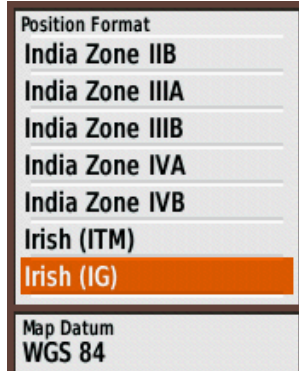 Position Format
India Zone IIB
India Zone IIIA
India Zone IIIB
India Zone IVA
India Zone IVB
Irish (ITM)
Irish (IG)
Map Datum
WGS 84